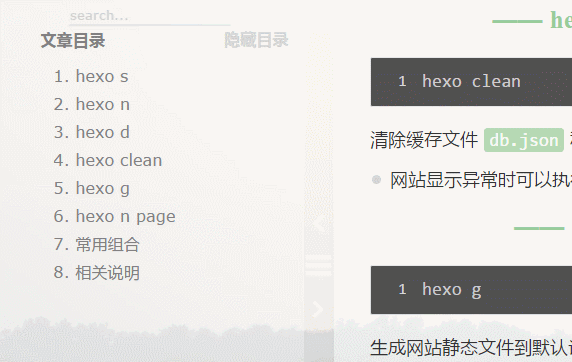 search...
文章目录
隐藏目录
1. hexo s
2. hexo n
3. hexo d
4. hexo clean
5. hexo g
6. hexo n page
7. 常用组合
8. 相关说明
—— he
1 hexo clean
清除缓存文件 db.json
网站显示异常时可以执
1 hexo g
生成网站静态文件到默认